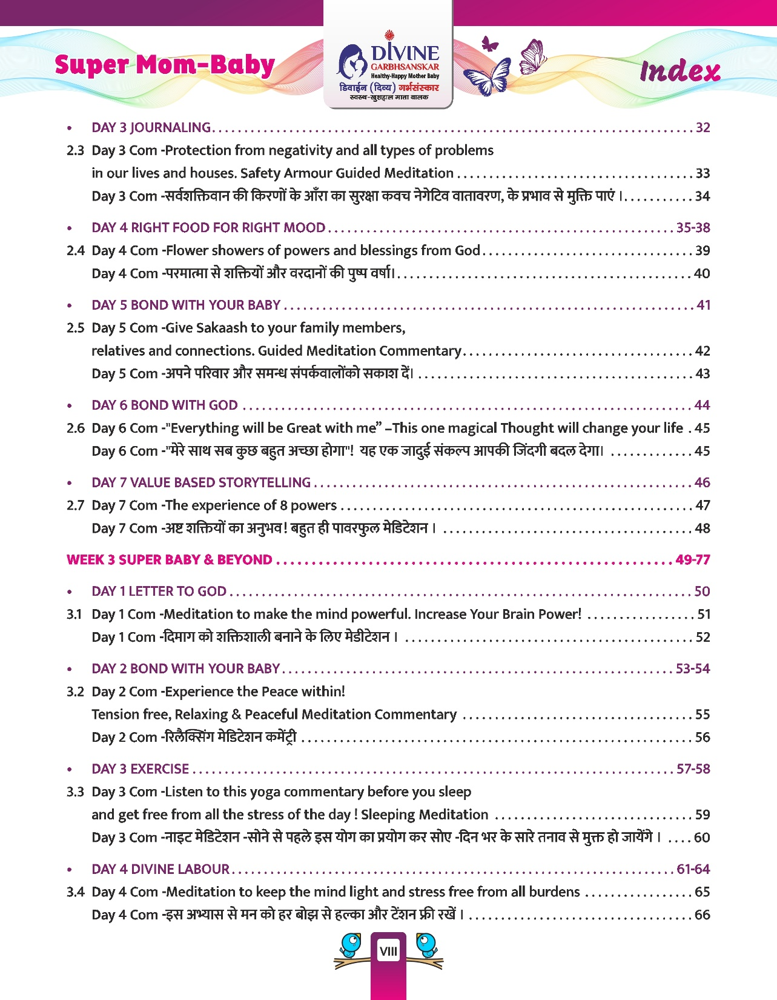 Super Mom-Baby
DIVINE
GARBHSANSKAR
Healthy-Happy Mother Baby
डिवाईन (दिव्य) गर्भसंस्कार
स्वस्थ-खुशहाल माता बालक
Index
• DAY 3 JOURNALING. . . . . . . . . . . . . . . . . . . . 32
2.3 Day 3 Com -Protection from negativity and all types of problems
in our lives and houses. Safety Armour Guided Meditation . . . . . . . . . . 33
Day 3 Com -सर्वशक्तिवान की किरणों के आँरा का सुरक्षा कवच नेगेटिव वातावरण, के प्रभाव से मुक्ति पाएं । . . . . . . . . . . 34
• DAY 4 RIGHT FOOD FOR RIGHT MOOD . . . . . . . . . . 35-38
2.4 Day 4 Com -Flower showers of powers and blessings from God . . . . . . . . . . 39
Day 4 Com -परमात्मा से शक्तियों और वरदानों की पुष्प वर्षा। . . . . . . . . . . 40
• DAY 5 BOND WITH YOUR BABY . . . . . . . . . . 41
2.5 Day 5 Com -Give Sakaash to your family members,
relatives and connections. Guided Meditation Commentary . . . . . . . . . . 42
Day 5 Com -अपने परिवार और समन्ध संपर्कवालोंको सकाश दें। . . . . . . . . . . 43
• DAY 6 BOND WITH GOD . . . . . . . . . . 44
2.6 Day 6 Com -"Everything will be Great with me” –This one magical Thought will change your life . 45
Day 6 Com -"मेरे साथ सब कुछ बहुत अच्छा होगा"! यह एक जादुई संकल्प आपकी जिंदगी बदल देगा। . . . . . . . . . . 45
• DAY 7 VALUE BASED STORYTELLING . . . . . . . . . . 46
2.7 Day 7 Com -The experience of 8 powers . . . . . . . . . . 47
Day 7 Com -अष्ट शक्तियों का अनुभव! बहुत ही पावरफुल मेडिटेशन । . . . . . . . . . . 48
WEEK 3 SUPER BABY & BEYOND . . . . . . . . . . 49-77
• DAY 1 LETTER TO GOD . . . . . . . . . . 50
3.1 Day 1 Com -Meditation to make the mind powerful. Increase Your Brain Power! . . . . . . . . . . 51
Day 1 Com -दिमाग को शक्तिशाली बनाने के लिए मेडीटेशन । . . . . . . . . . . 52
• DAY 2 BOND WITH YOUR BABY . . . . . . . . . . 53-54
3.2 Day 2 Com -Experience the Peace within!
Tension free, Relaxing & Peaceful Meditation Commentary . . . . . . . . . . 55
Day 2 Com -रिलैक्सिंग मेडिटेशन कमेंट्री . . . . . . . . . . 56
• DAY 3 EXERCISE . . . . . . . . . . 57-58
3.3 Day 3 Com -Listen to this yoga commentary before you sleep
and get free from all the stress of the day ! Sleeping Meditation . . . . . . . . . . 59
Day 3 Com -नाइट मेडिटेशन -सोने से पहले इस योग का प्रयोग कर सोए -दिन भर के सारे तनाव से मुक्त हो जायेंगे । . . . . 60
• DAY 4 DIVINE LABOUR . . . . . . . . . . 61-64
3.4 Day 4 Com -Meditation to keep the mind light and stress free from all burdens . . . . . . . . . . 65
Day 4 Com -इस अभ्यास से मन को हर बोझ से हल्का और टेंशन फ्री रखें । . . . . . . . . . . 66
VIII